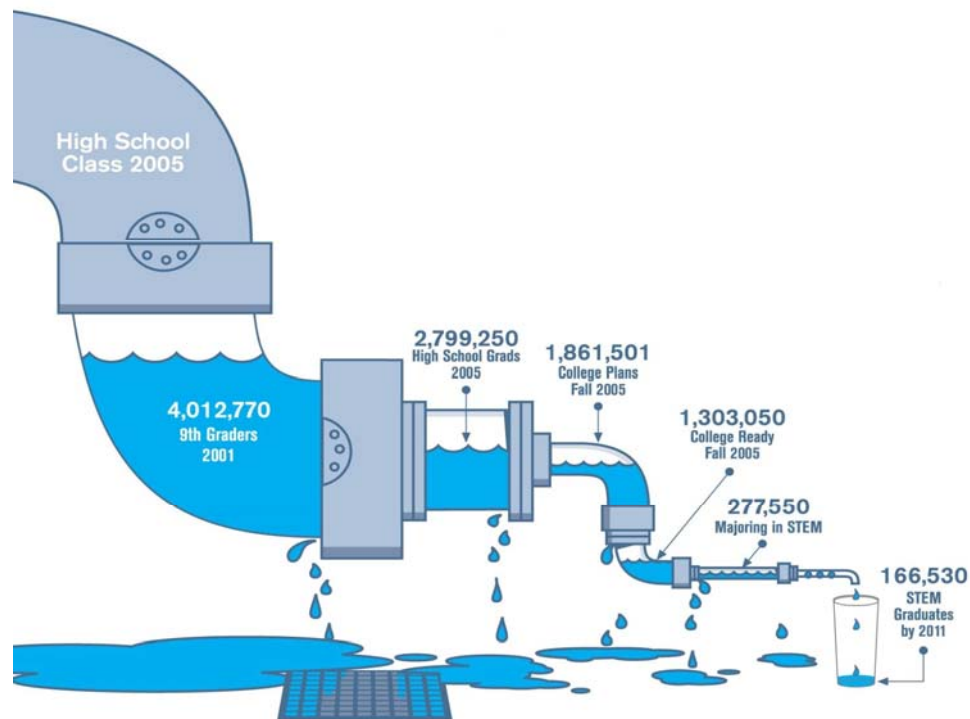 High School
Class 2005
4,012,770
9th Graders
2001
2,799,250
High School Grads
2005
1,861,501
College Plans
Fall 2005
1,303,050
College Ready
Fall 2005
277,550
Majoring in STEM
166,530
STEM
Graduates
by 2011